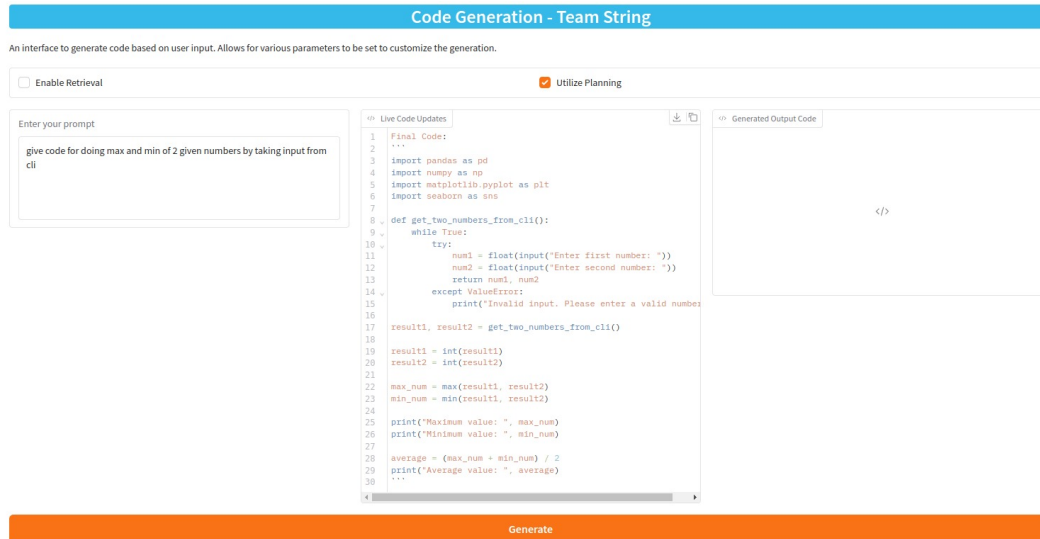 Code Generation - Team String
An interface to generate code based on user input. Allows for various parameters to be set to customize the generation.
Enable Retrieval
Utilize Planning
Enter your prompt
give code for doing max and min of 2 given numbers by taking input from
cli
</> Live Code Updates
1 Final Code:
2 ```
3 import pandas as pd
4 import numpy as np
5 import matplotlib.pyplot as plt
6 import seaborn as sns
7
8 def get_two_numbers_from_cli():
9     while True:
10         try:
11             num1 = float(input("Enter first number: "))
12             num2 = float(input("Enter second number: "))
13             return num1, num2
14         except ValueError:
15             print("Invalid input. Please enter a valid number
16
17 result1, result2 = get_two_numbers_from_cli()
18
19 result1 = int(result1)
20 result2 = int(result2)
21
22 max_num = max(result1, result2)
23 min_num = min(result1, result2)
24
25 print("Maximum value: ", max_num)
26 print("Minimum value: ", min_num)
27
28 average = (max_num + min_num) / 2
29 print("Average value: ", average)
30 ```
</> Generated Output Code
</>
Generate